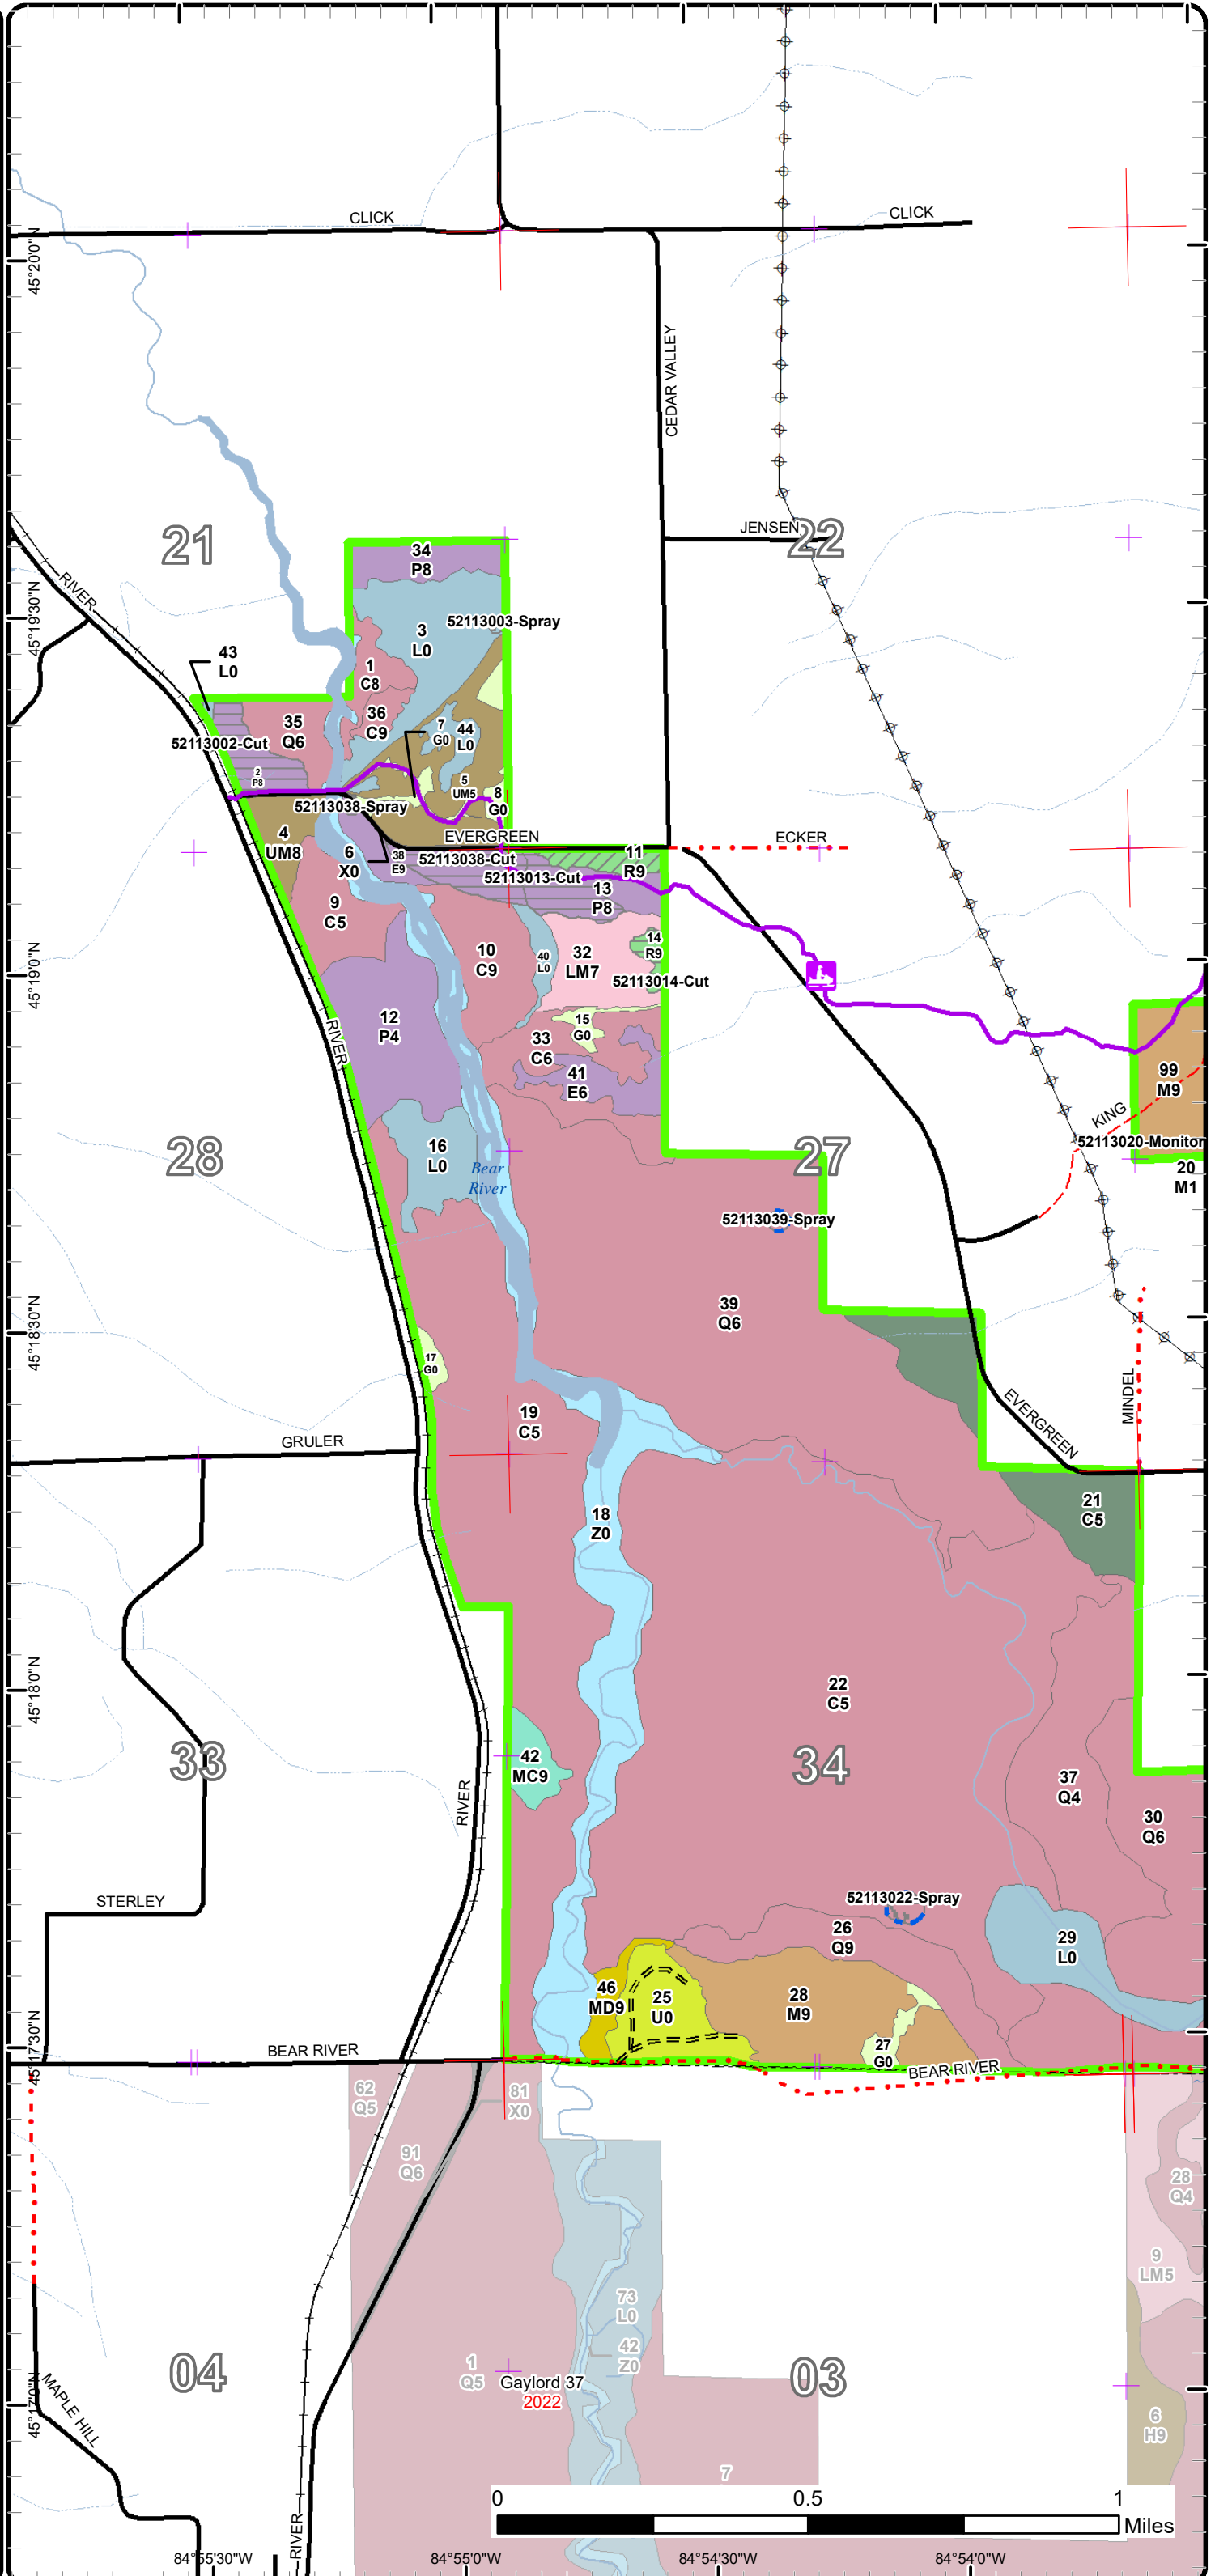 CLICK
CLICK
45°20'0"N
CEDAR VALLEY
21
JENSEN
22
34
P8
RIVER
45°19'30"N
52113003-Spray
3
L0
43
L0
1
C8
36
C9
35
Q6
7
G0
44
L0
52113002-Cut
2
P8
5
UM5
8
G0
52113038-Spray
4
UM8
EVERGREEN
ECKER
6
X0
38
E9
52113038-Cut
11
R9
52113013-Cut
13
P8
9
C5
14
R9
10
C9
40
L0
32
LM7
45°19'0"N
52113014-Cut
12
P4
15
G0
RIVER
33
C6
41
E6
99
M9
KING
52113020-Monitor
28
16
L0
27
Bear
River
20
M1
52113039-Spray
39
Q6
45°18'30"N
17
G0
MINDEL
EVERGREEN
19
C5
GRULER
18
Z0
21
C5
45°18'0"N
22
C5
33
42
MC9
34
37
Q4
RIVER
30
Q6
STERLEY
52113022-Spray
26
Q9
29
L0
46
MD9
25
U0
28
M9
45°17'30"N
BEAR RIVER
27
G0
BEAR RIVER
62
Q5
81
X0
91
Q6
28
Q4
9
LM5
73
L0
42
Z0
04
1
Q5
03
Gaylord 37
2022
45°17'0"N
MAPLE HILL
6
H9
7
0
0.5
1
Miles
RIVER
84°55'30"W
84°55'0"W
84°54'30"W
84°54'0"W